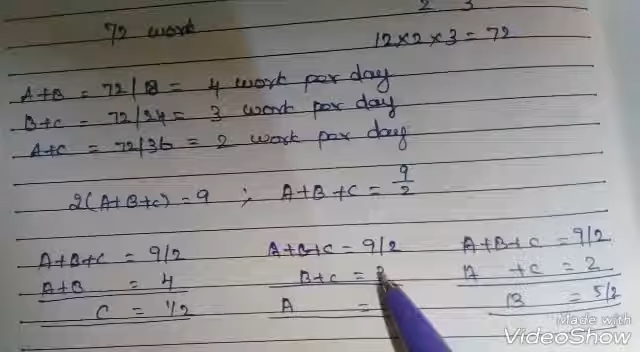 2 3
72 work
12×2×3=72
A+B = 72/18 = 4 work per day
B+C = 72/24 = 3 work per day
A+C = 72/36 = 2 work per day
2(A+B+C)=9 ; A+B+C = 9/2
A+B+C = 9/2 A+B+C = 9/2 A+B+C = 9/2
A+B = 4 B+C = A +C = 2
C = 1/2 A = B = 5/2
Made with
VideoShow